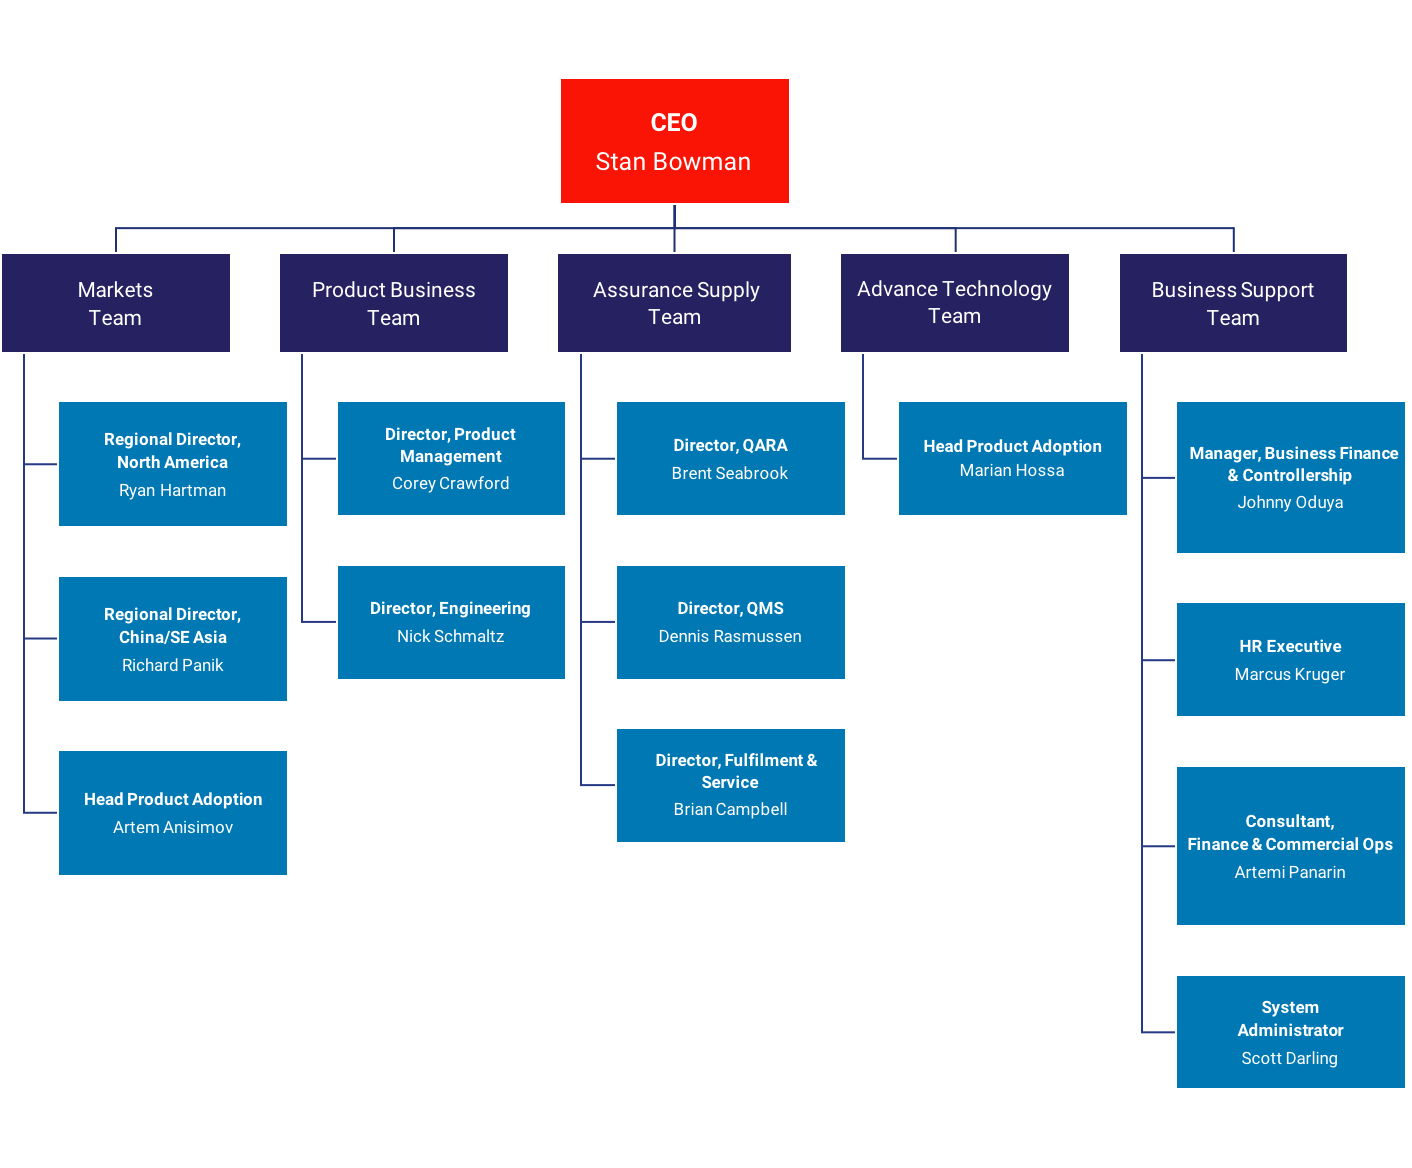 CEO
Stan Bowman
Markets
Team
Product Business
Team
Assurance Supply
Team
Advance Technology
Team
Business Support
Team
Regional Director,
North America
Ryan Hartman
Regional Director,
China/SE Asia
Richard Panik
Head Product Adoption
Artem Anisimov
Director, Product
Management
Corey Crawford
Director, Engineering
Nick Schmaltz
Director, QARA
Brent Seabrook
Director, QMS
Dennis Rasmussen
Director, Fulfilment &
Service
Brian Campbell
Head Product Adoption
Marian Hossa
Manager, Business Finance
& Controllership
Johnny Oduya
HR Executive
Marcus Kruger
Consultant,
Finance & Commercial Ops
Artemi Panarin
System
Administrator
Scott Darling